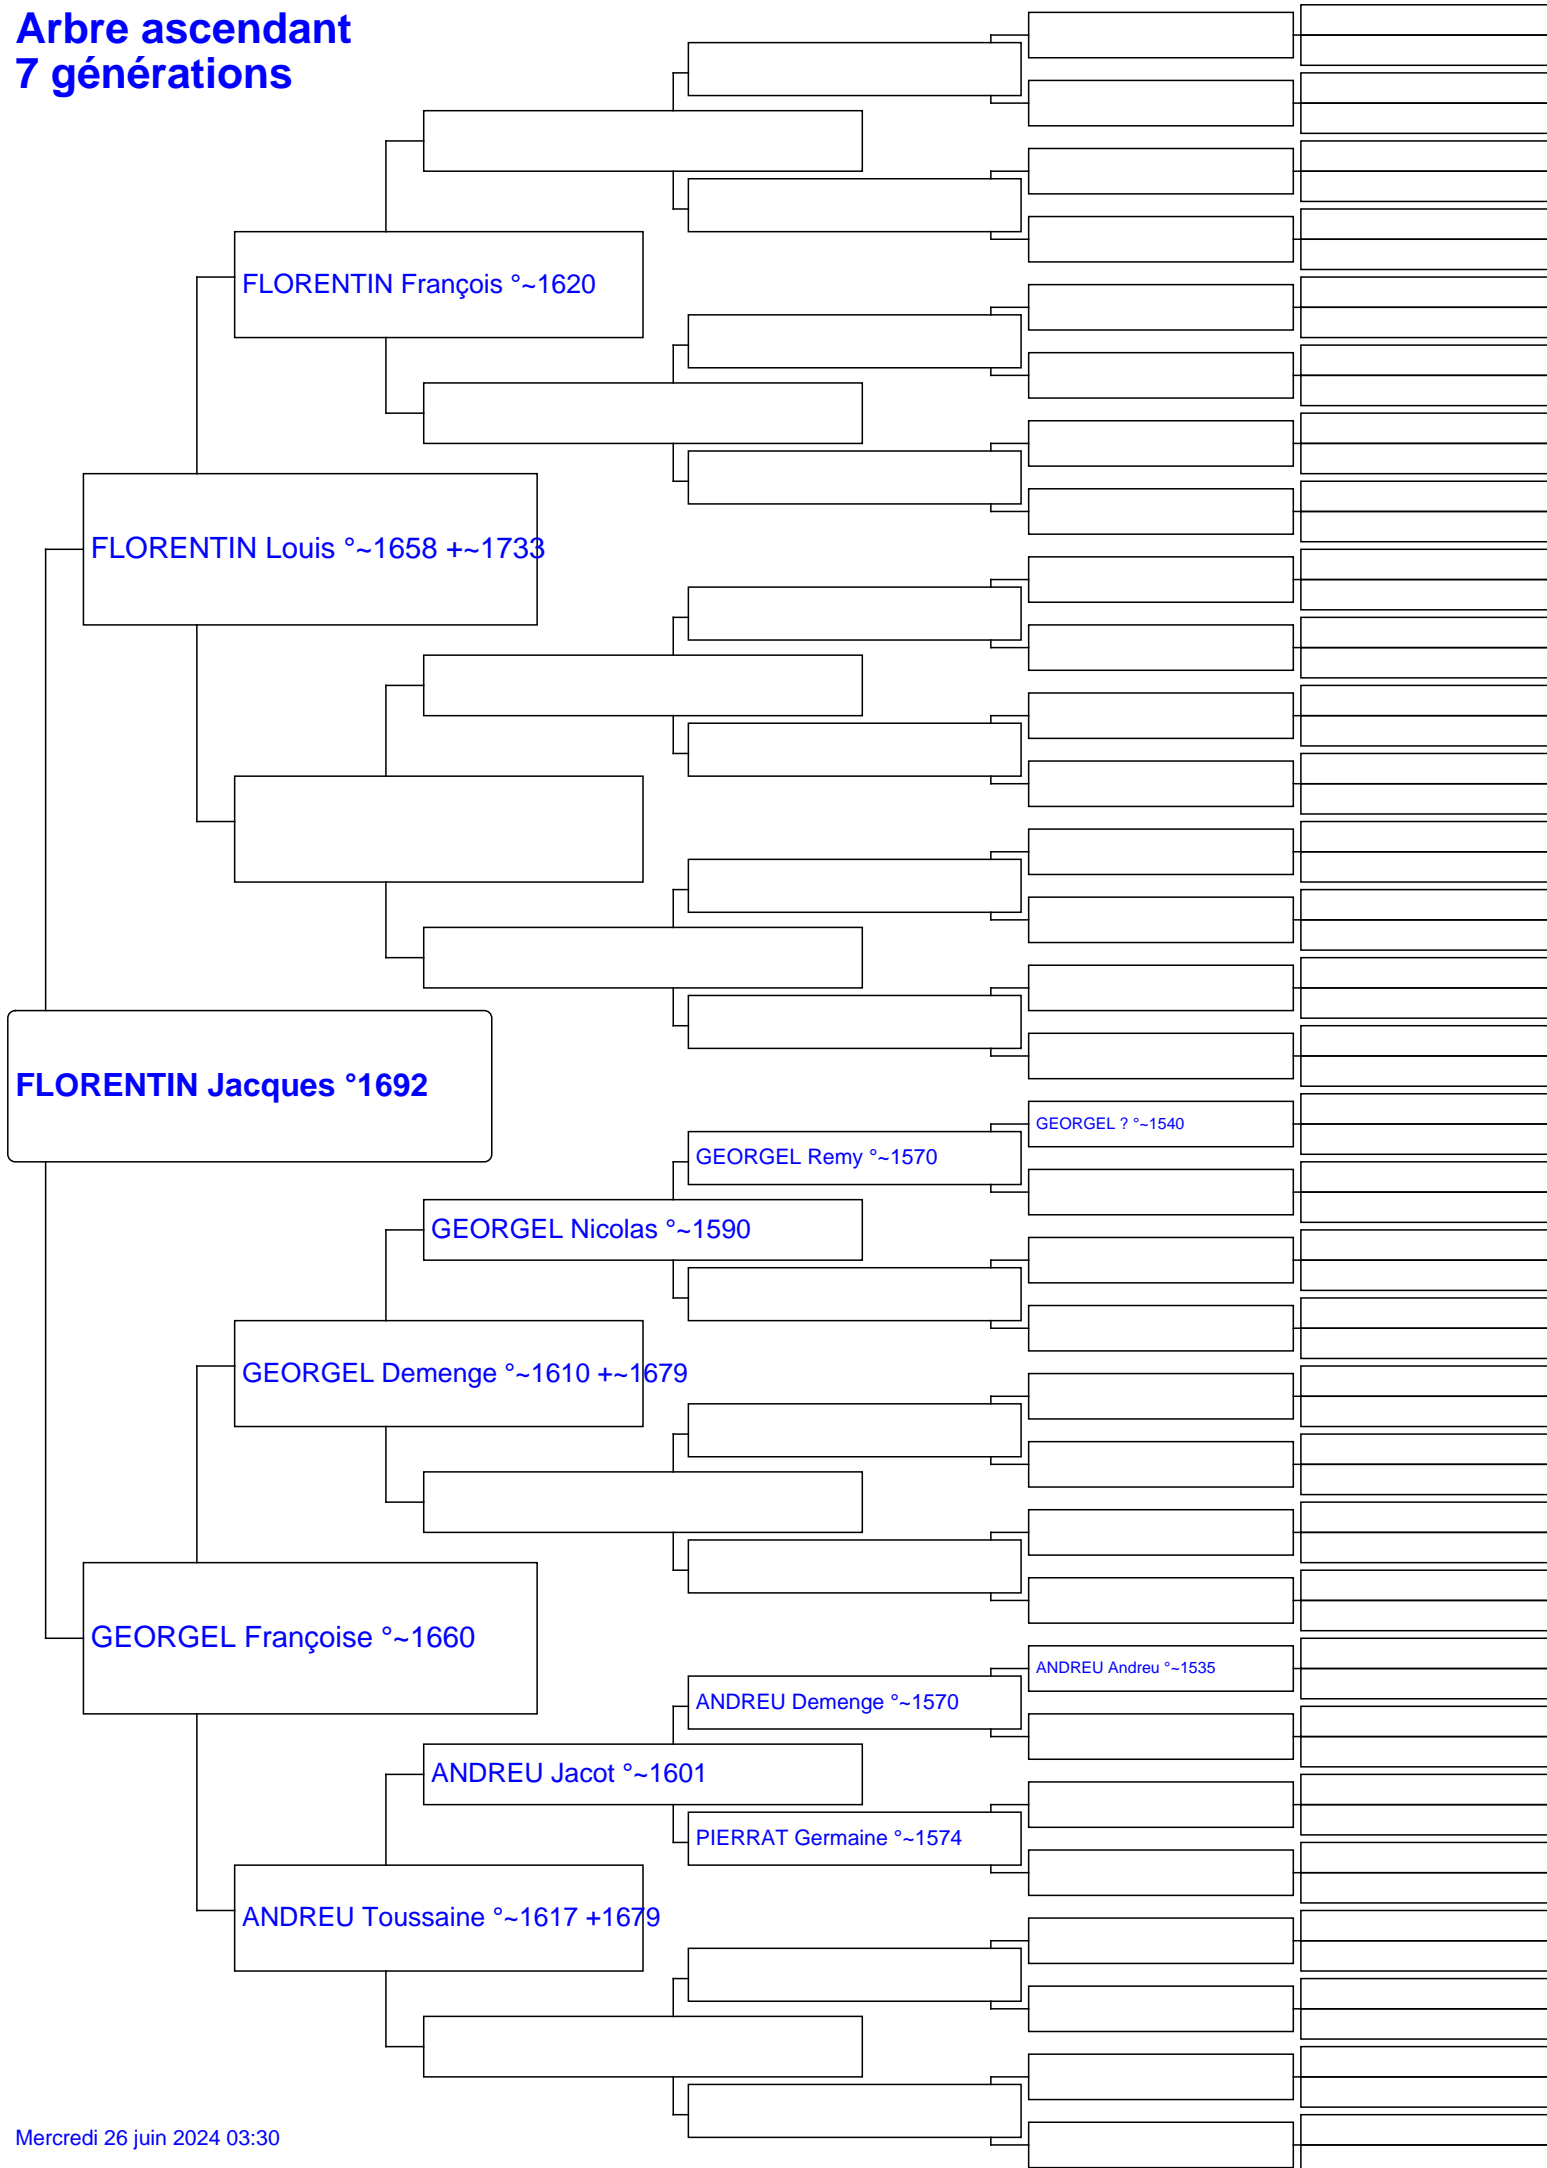 Arbre ascendant
7 générations
FLORENTIN François °~1620
FLORENTIN Louis °~1658 +~1733
FLORENTIN Jacques °1692
GEORGEL ? °~1540
GEORGEL Remy °~1570
GEORGEL Nicolas °~1590
GEORGEL Demenge °~1610 +~1679
GEORGEL Françoise °~1660
ANDREU Andreu °~1535
ANDREU Demenge °~1570
ANDREU Jacot °~1601
PIERRAT Germaine °~1574
ANDREU Toussaine °~1617 +1679
Mercredi 26 juin 2024 03:30